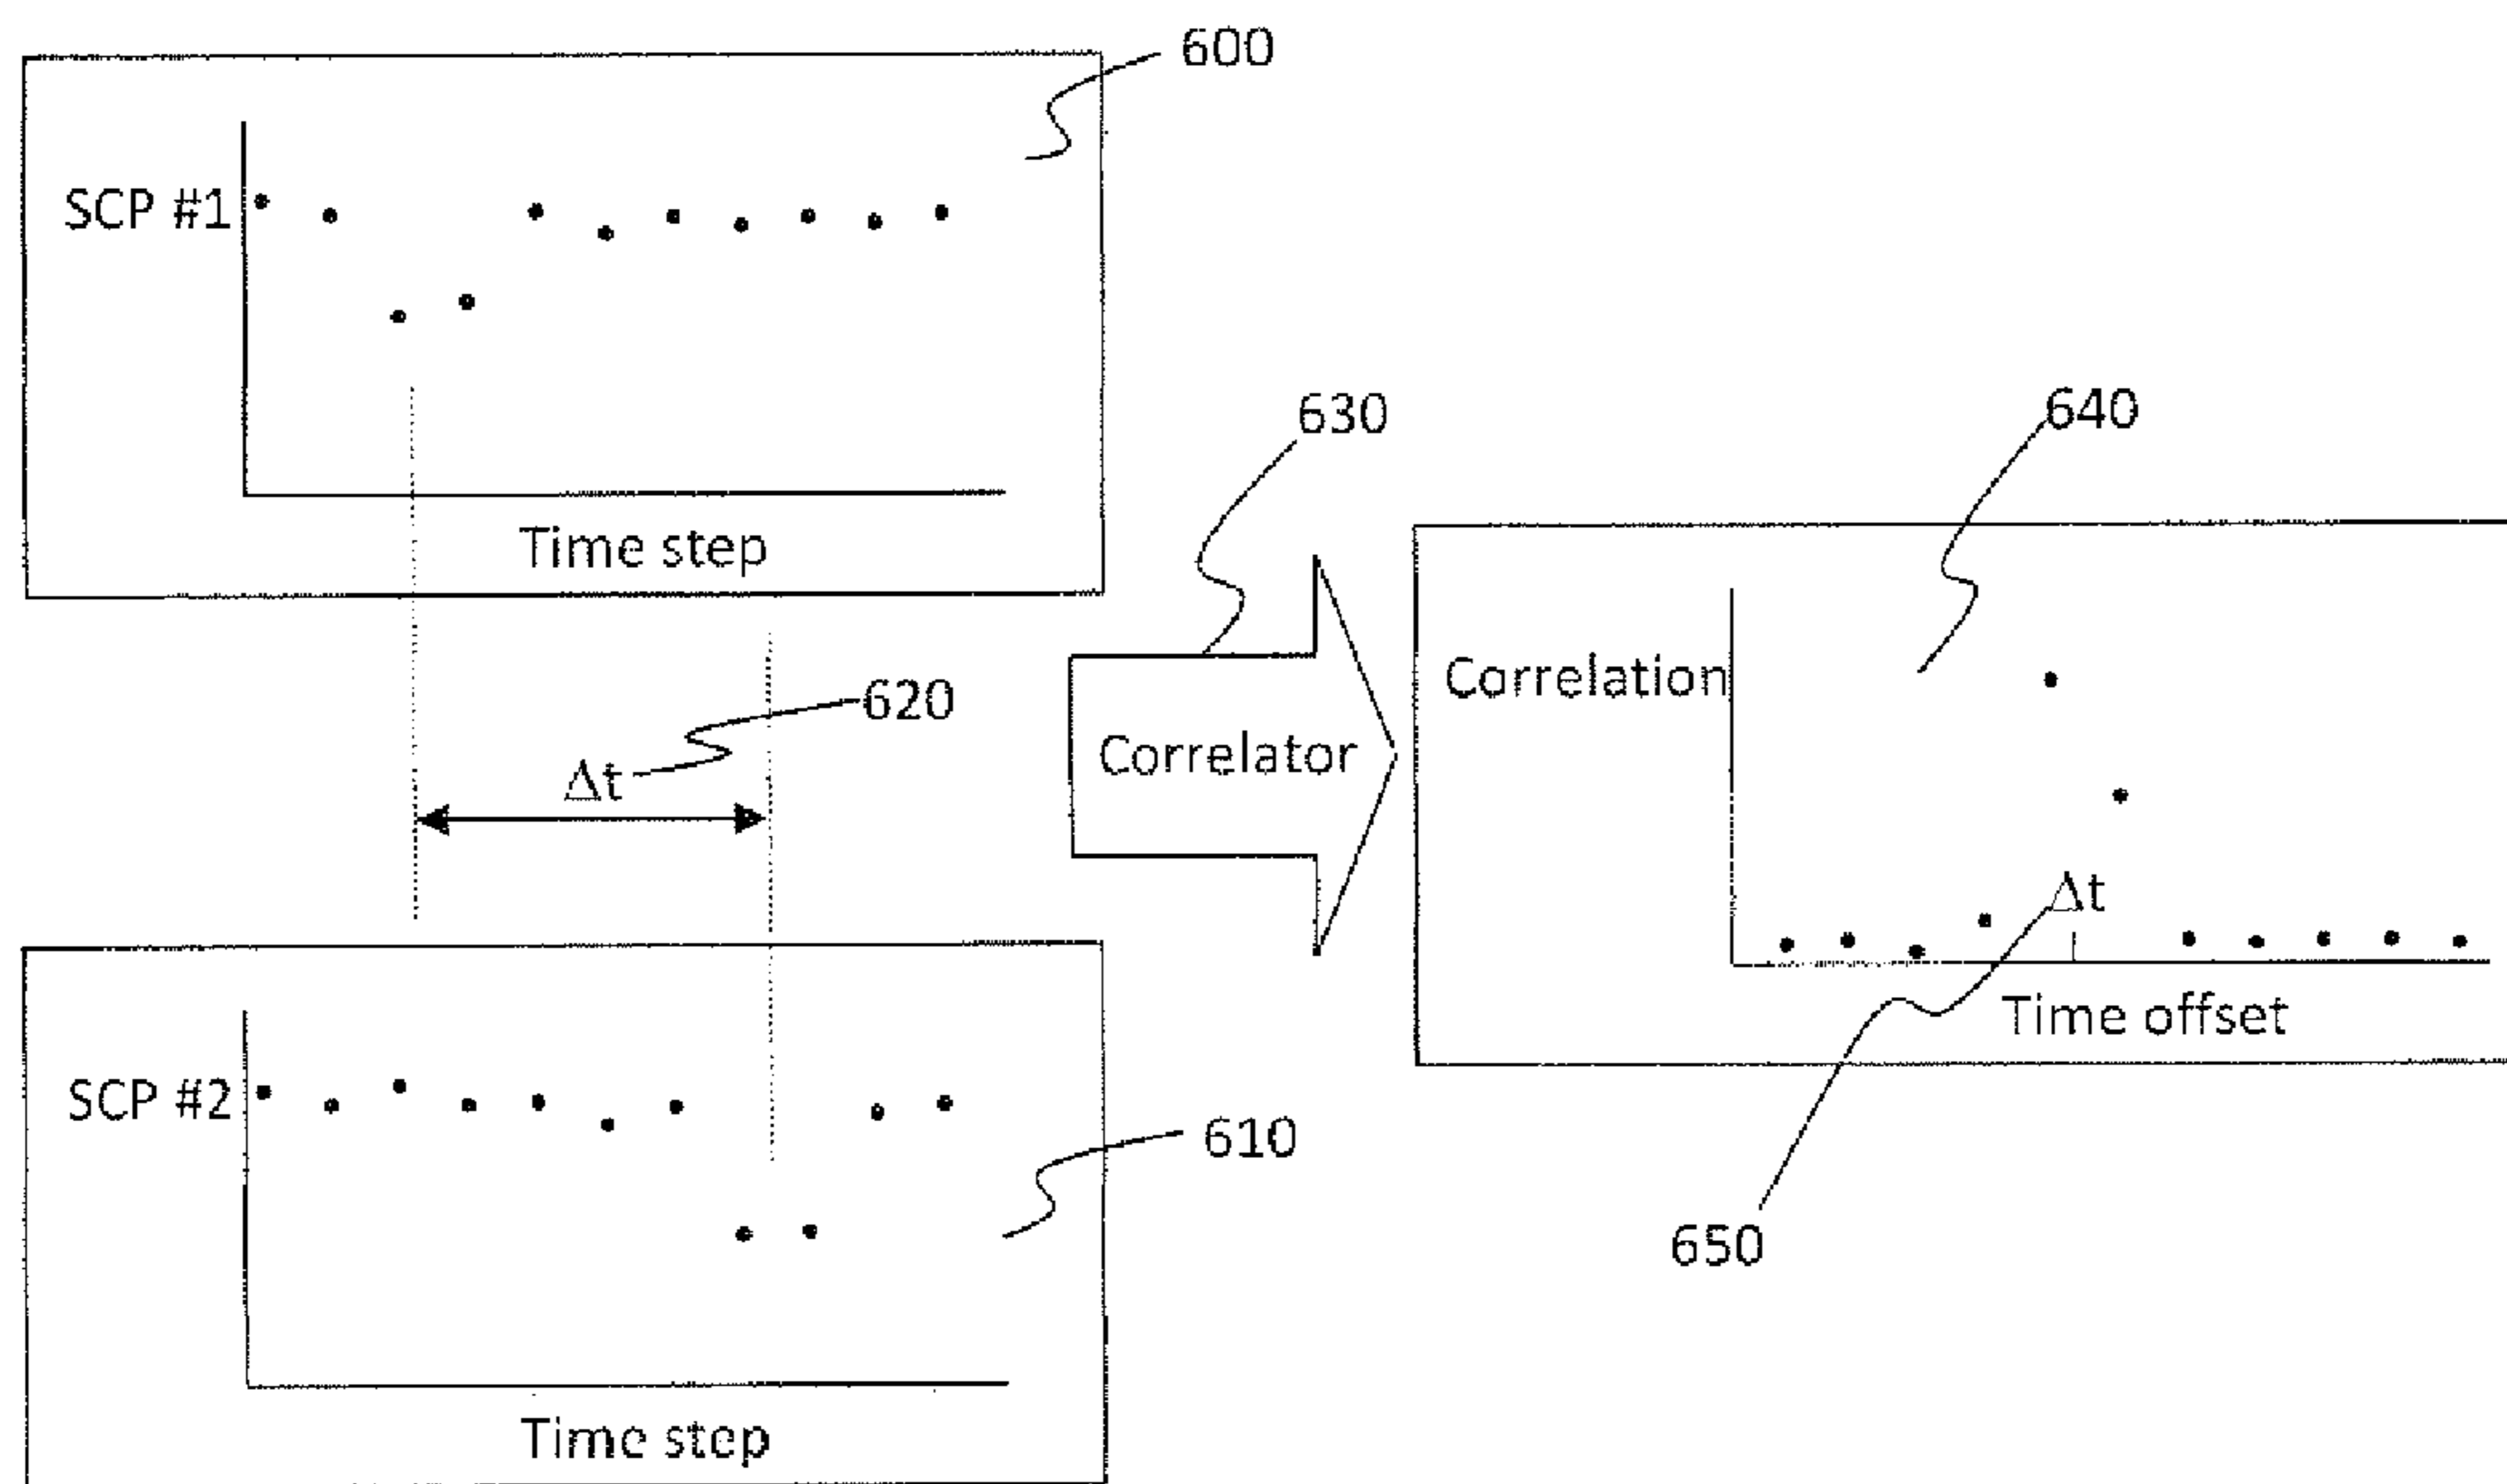 600
SCP #1
Time step
620
Δt
630
Correlator
640
Correlation
Δt
Time offset
650
SCP #2
610
Time step